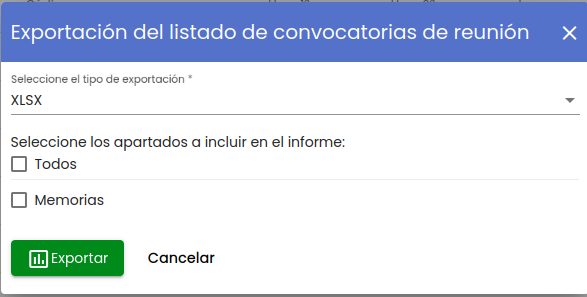 Exportación del listado de convocatorias de reunión
Seleccione el tipo de exportación *
XLSX
Seleccione los apartados a incluir en el informe:
Todos
Memorias
Exportar
Cancelar